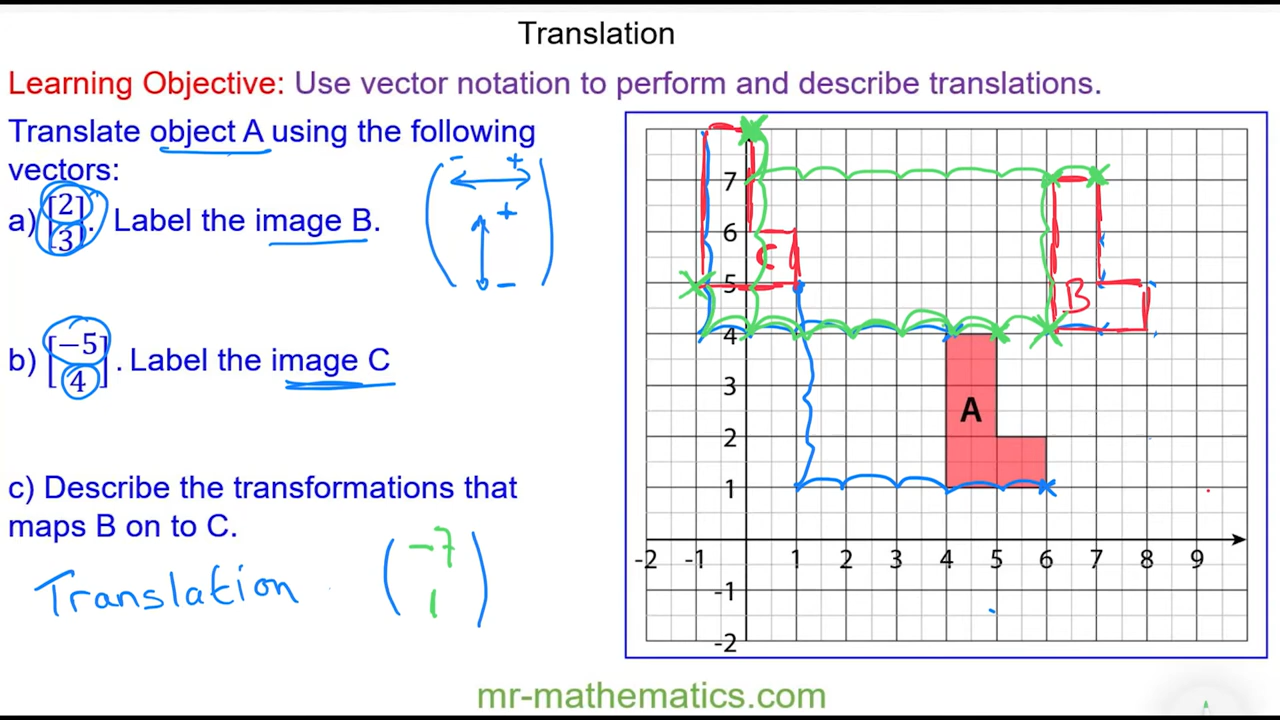 Translation
Learning Objective: Use vector notation to perform and describe translations.
Translate object A using the following
vectors:
a) [2
3]. Label the image B.
- +
+
-
b) [−5
4]. Label the image C
c) Describe the transformations that
maps B on to C.
Translation (-7
1)
7
6
5
4
3
2
1
-2 -1 1 2 3 4 5 6 7 8 9
-1
-2
C
B
A
mr-mathematics.com